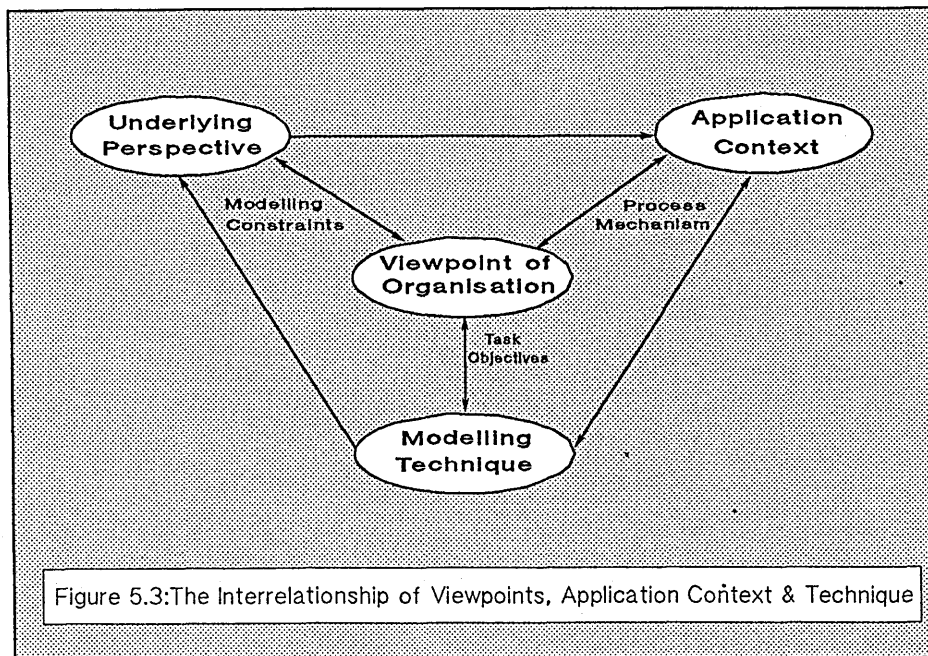 Underlying
Perspective
Application
Context
Modelling
Constraints
Process
Mechanism
Viewpoint of
Organisation
Task
Objectives
Modelling
Technique
Figure 5.3:The Interrelationship of Viewpoints, Application Context & Technique